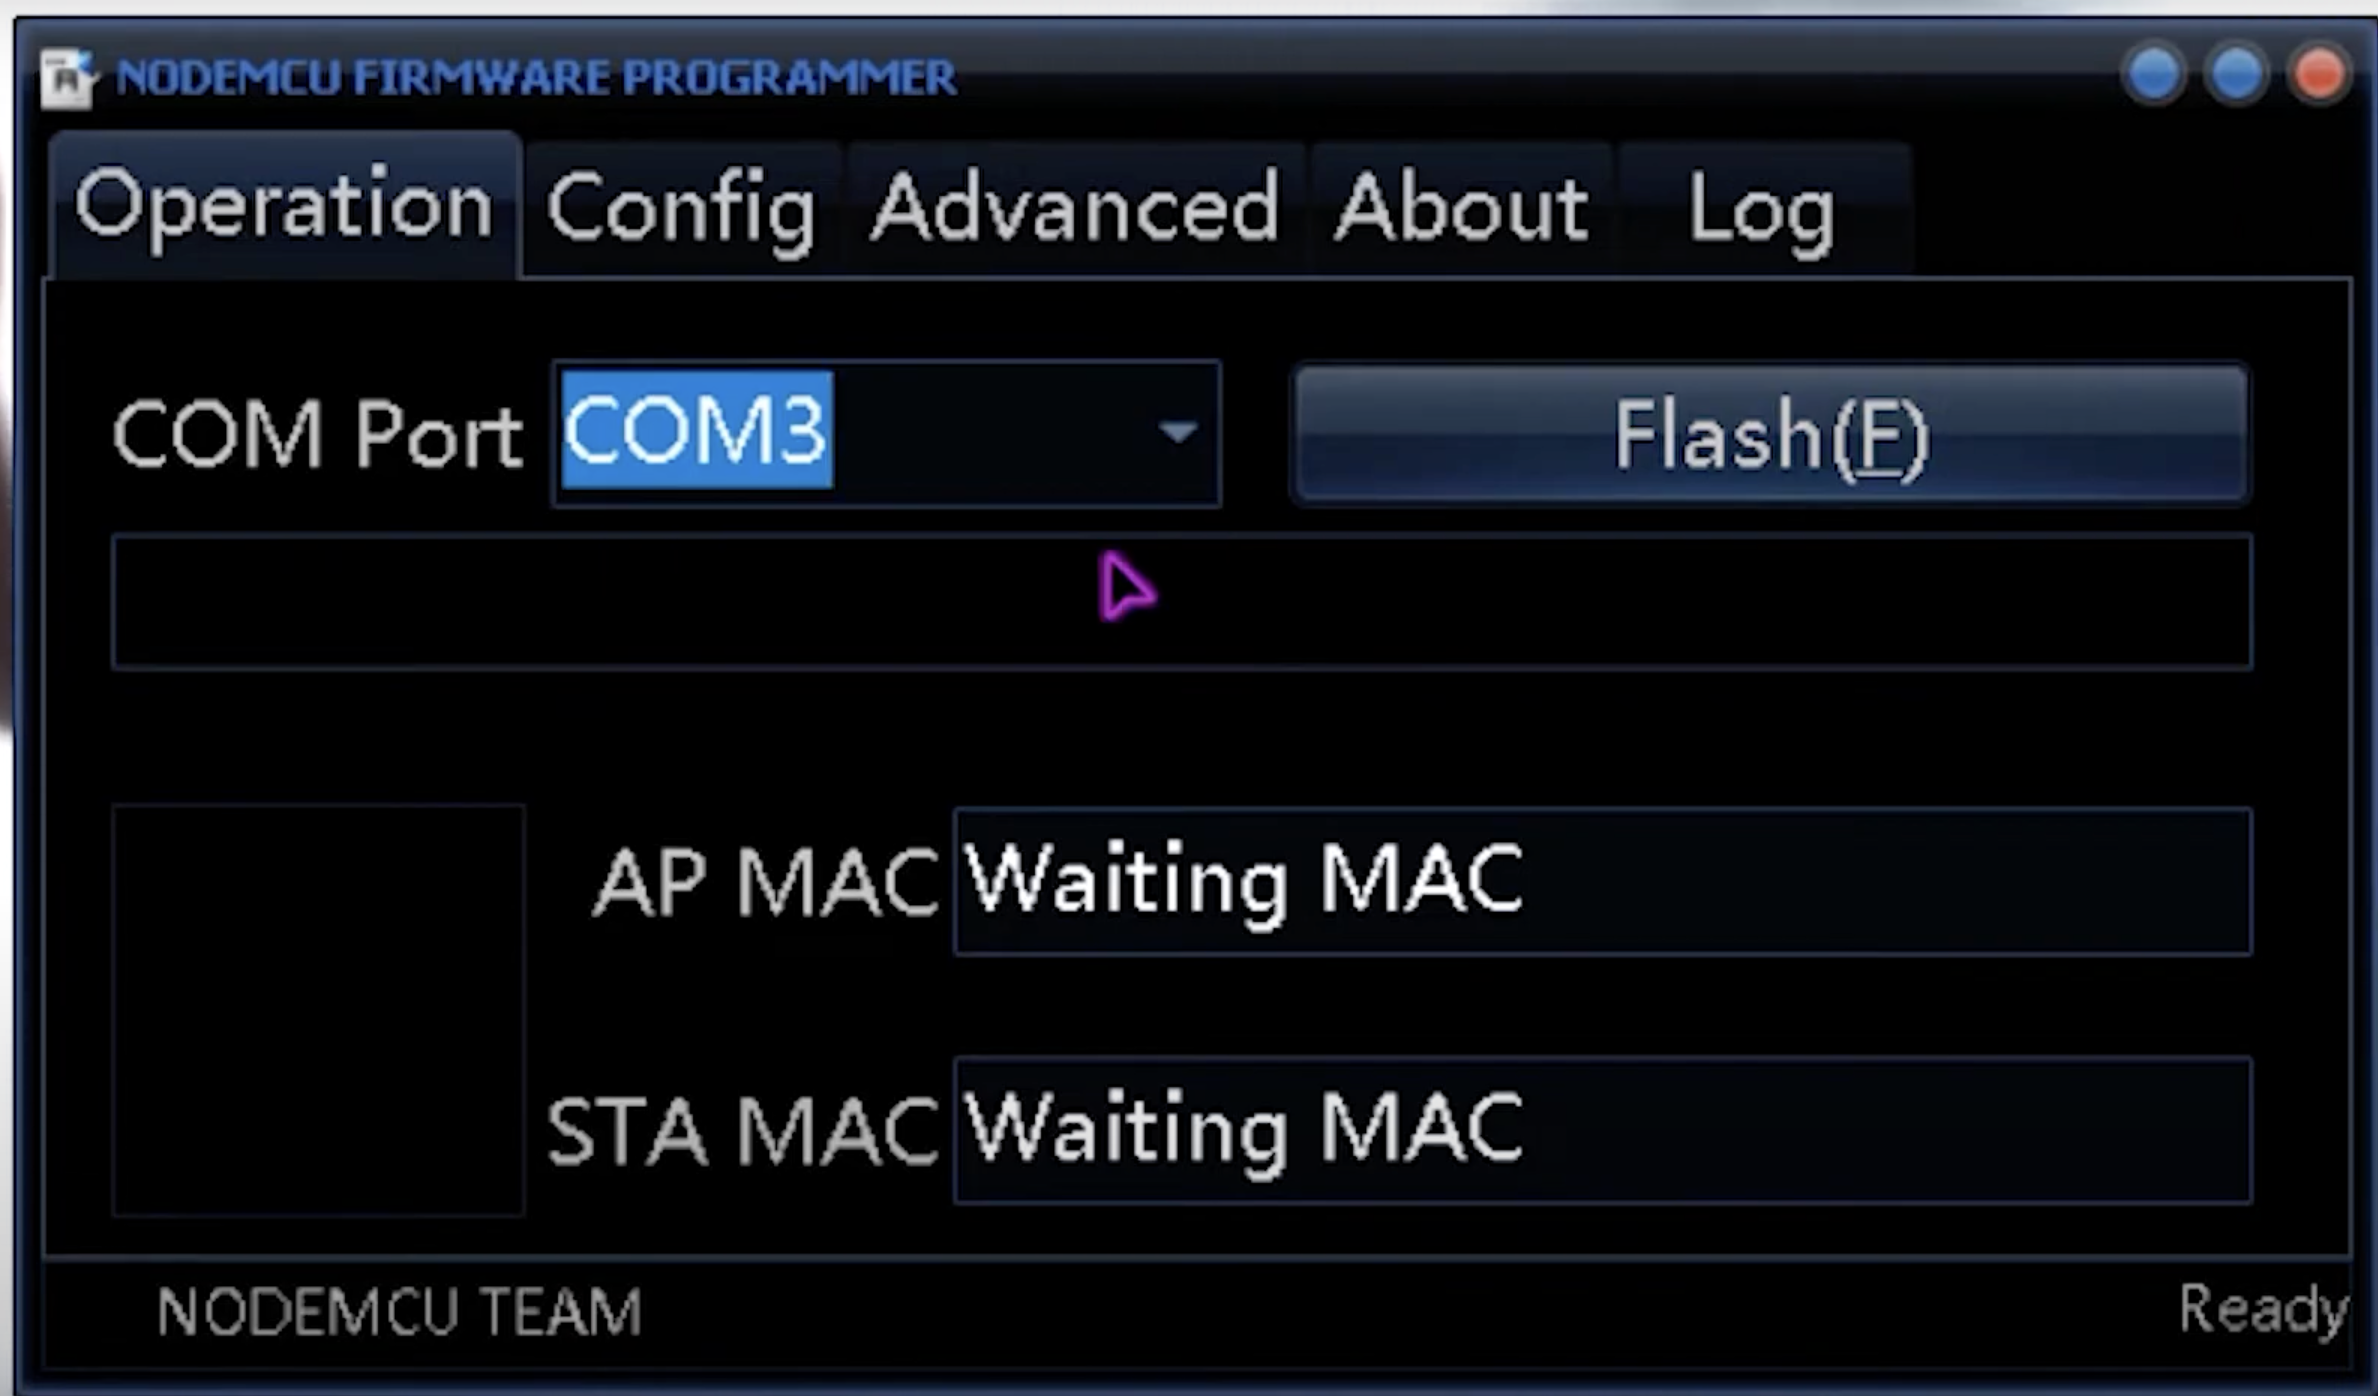 NODEMCU FIRMWARE PROGRAMMER
Operation Config Advanced About Log
COM Port COM3 Flash(F)
AP MAC Waiting MAC
STA MAC Waiting MAC
NODEMCU TEAM Ready